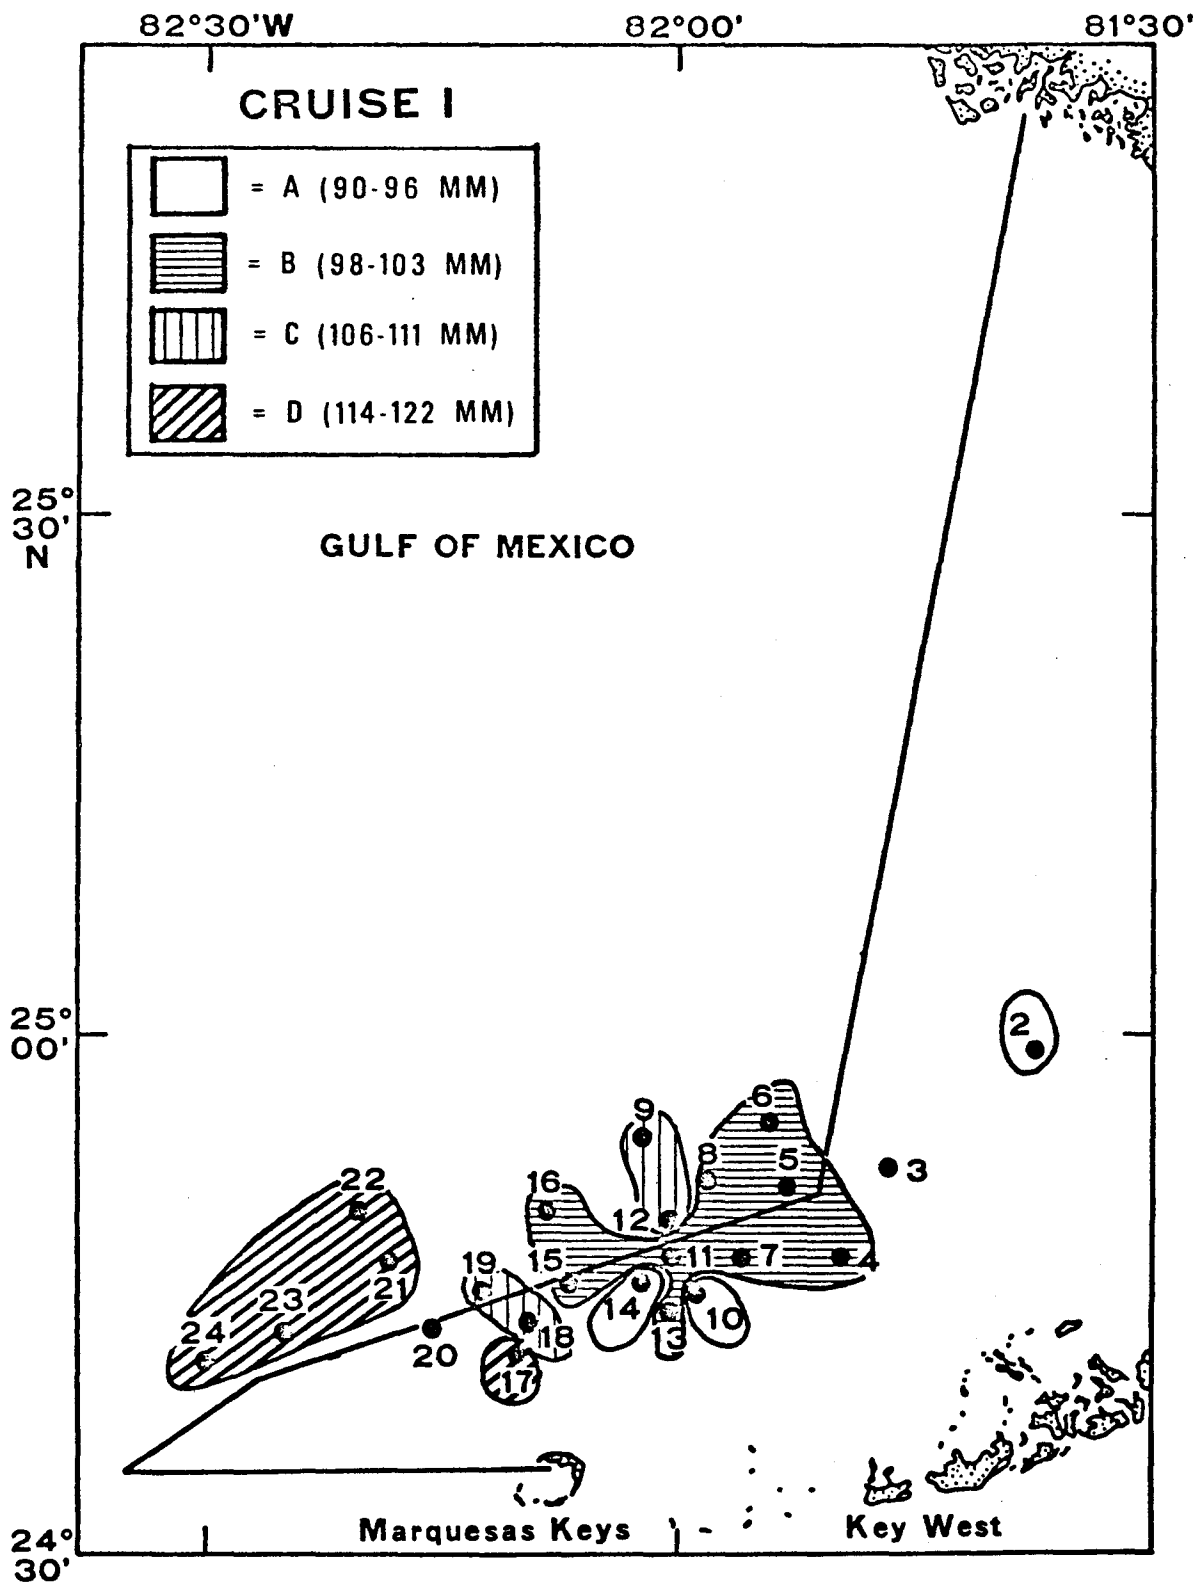 82°30'W 82°00' 81°30'
CRUISE I
= A (90-96 MM)
= B (98-103 MM)
= C (106-111 MM)
= D (114-122 MM)
25°
30'
N
GULF OF MEXICO
25°
00'
2
6
9
8
5
3
22
16
12
11
7
4
19
15
21
23
14
10
24
18
13
20
17
Marquesas Keys
Key West
24°
30'